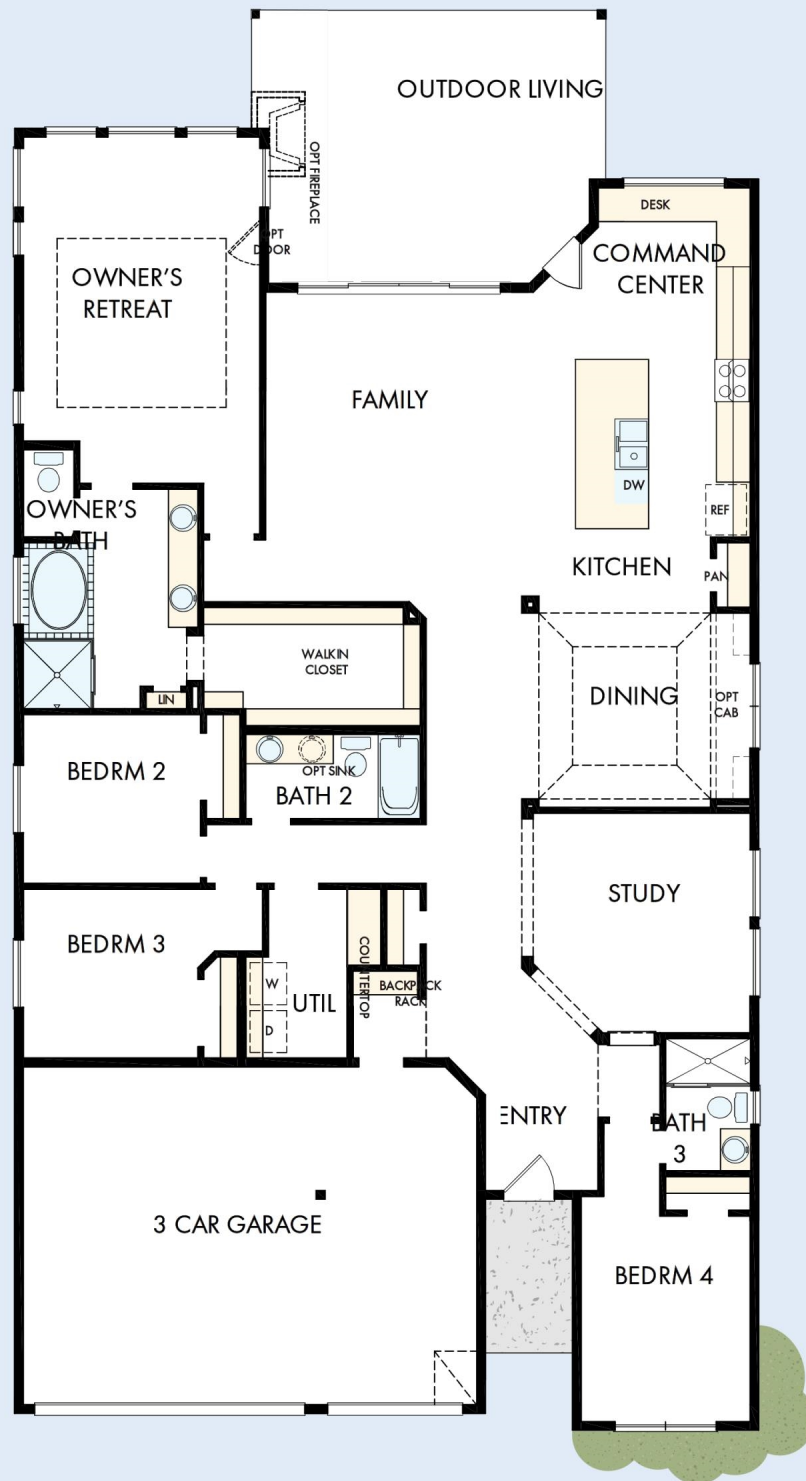 OUTDOOR LIVING
OPT FIREPLACE
DESK
OPT
DOOR
COMMAND
CENTER
OWNER'S
RETREAT
FAMILY
DW
REF
OWNER'S
BATH
KITCHEN
PAN
WALKIN
CLOSET
LIN
DINING
OPT
CAB
BEDRM 2
OPT SINK
BATH 2
STUDY
BEDRM 3
COUNTERTOP
W
D
UTIL
BACKPACK
RACK
ENTRY
BATH
3
3 CAR GARAGE
BEDRM 4